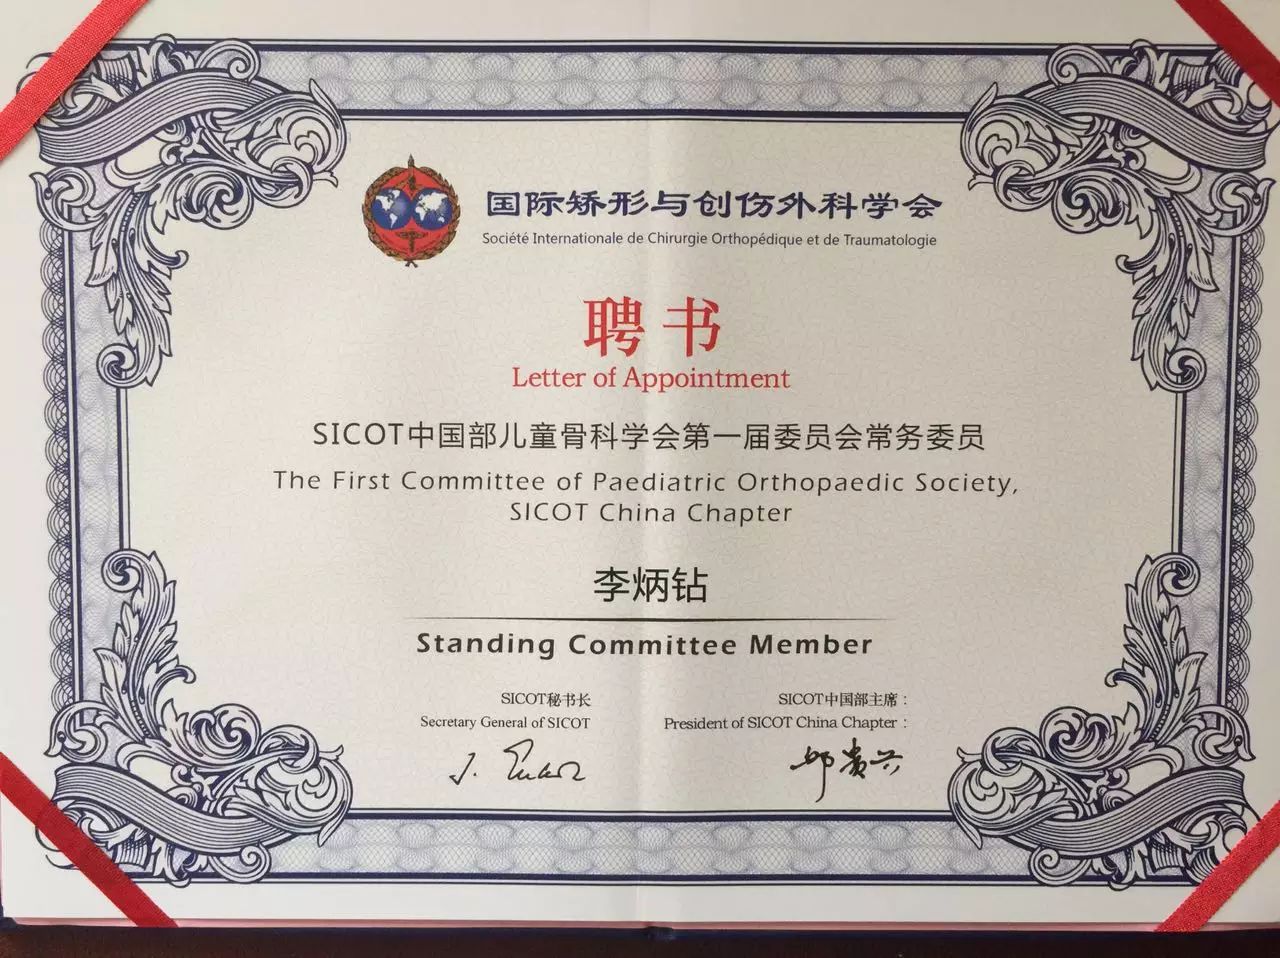 国际矫形与创伤外科学会
Société Internationale de Chirurgie Orthopédique et de Traumatologie
聘书
Letter of Appointment
SICOT中国部儿童骨科学会第一届委员会常务委员
The First Committee of Paediatric Orthopaedic Society,
SICOT China Chapter
李炳钻
Standing Committee Member
SICOT秘书长
Secretary General of SICOT
SICOT中国部主席：
President of SICOT China Chapter：
邱贵兴